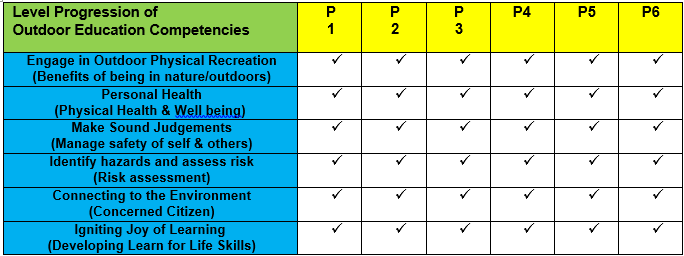 Level Progression of P P P P4 P5 P6
Outdoor Education Competencies 1 2 3
Engage in Outdoor Physical Recreation ✓ ✓ ✓ ✓ ✓ ✓
(Benefits of being in nature/outdoors)
Personal Health ✓ ✓ ✓ ✓ ✓ ✓
(Physical Health & Well being)
Make Sound Judgements ✓ ✓ ✓ ✓ ✓ ✓
(Manage safety of self & others)
Identify hazards and assess risk ✓ ✓ ✓ ✓ ✓ ✓
(Risk assessment)
Connecting to the Environment ✓ ✓ ✓ ✓ ✓ ✓
(Concerned Citizen)
Igniting Joy of Learning ✓ ✓ ✓ ✓ ✓ ✓
(Developing Learn for Life Skills)